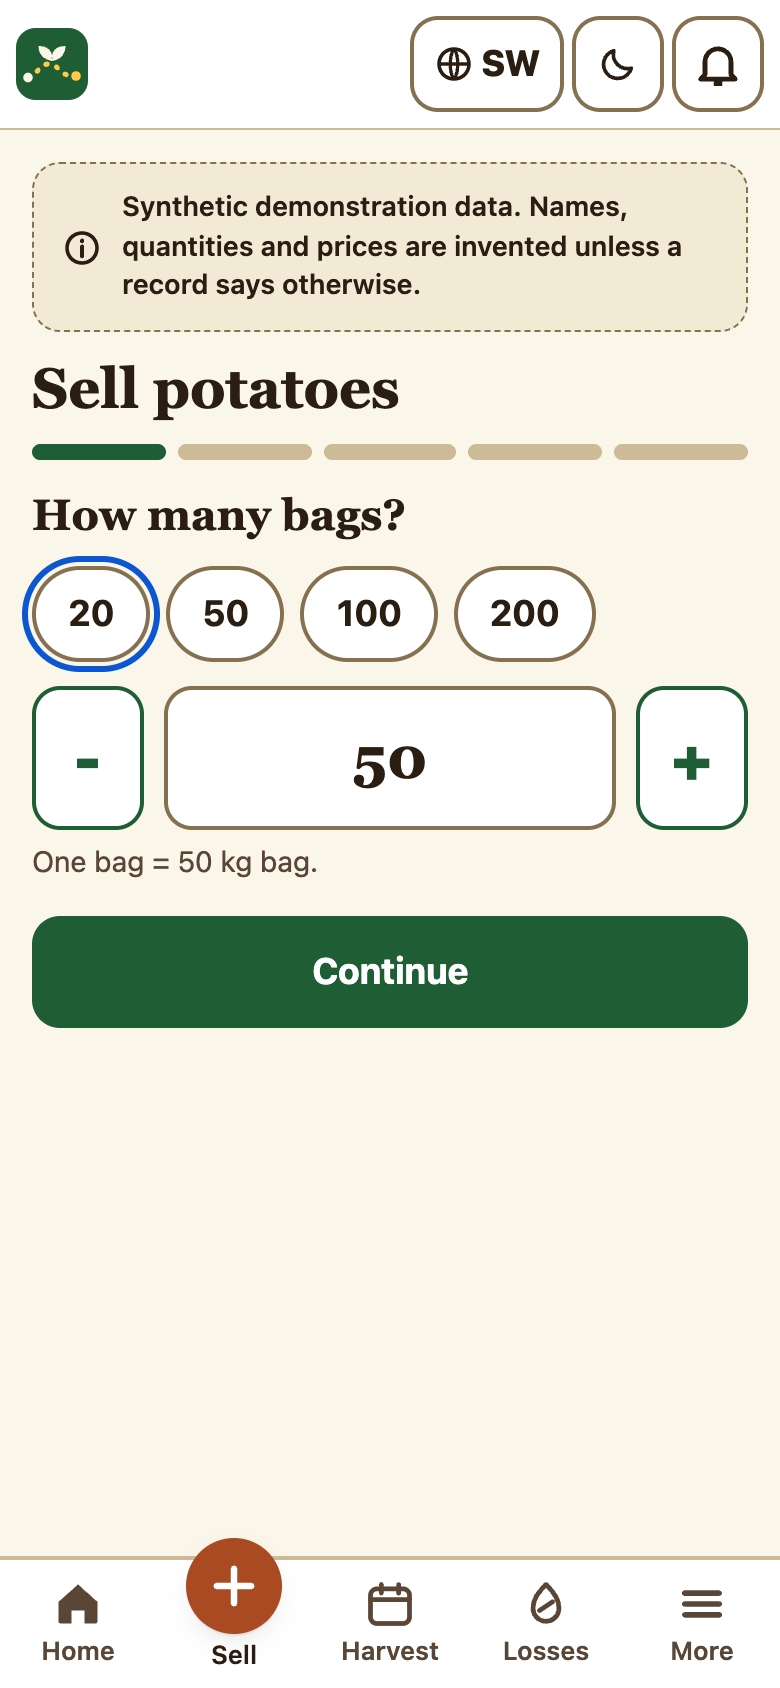 SW
Synthetic demonstration data. Names,
quantities and prices are invented unless a
record says otherwise.
Sell potatoes
How many bags?
20 50 100 200
- 50 +
One bag = 50 kg bag.
Continue
Home Sell Harvest Losses More